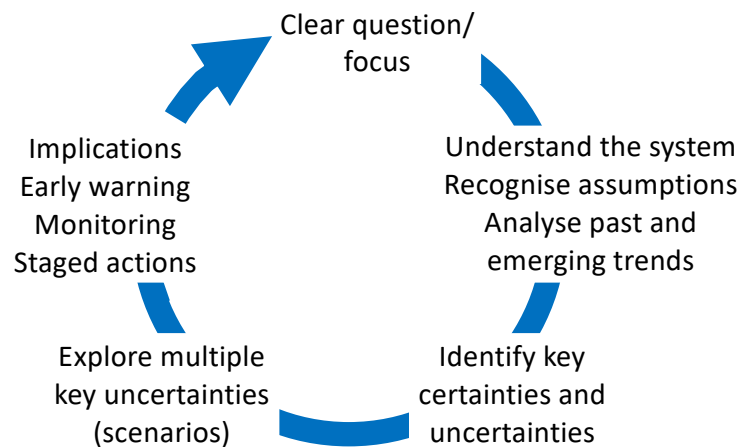 Clear question/
focus
Understand the system
Recognise assumptions
Analyse past and
emerging trends
Identify key
certainties and
uncertainties
Explore multiple
key uncertainties
(scenarios)
Implications
Early warning
Monitoring
Staged actions